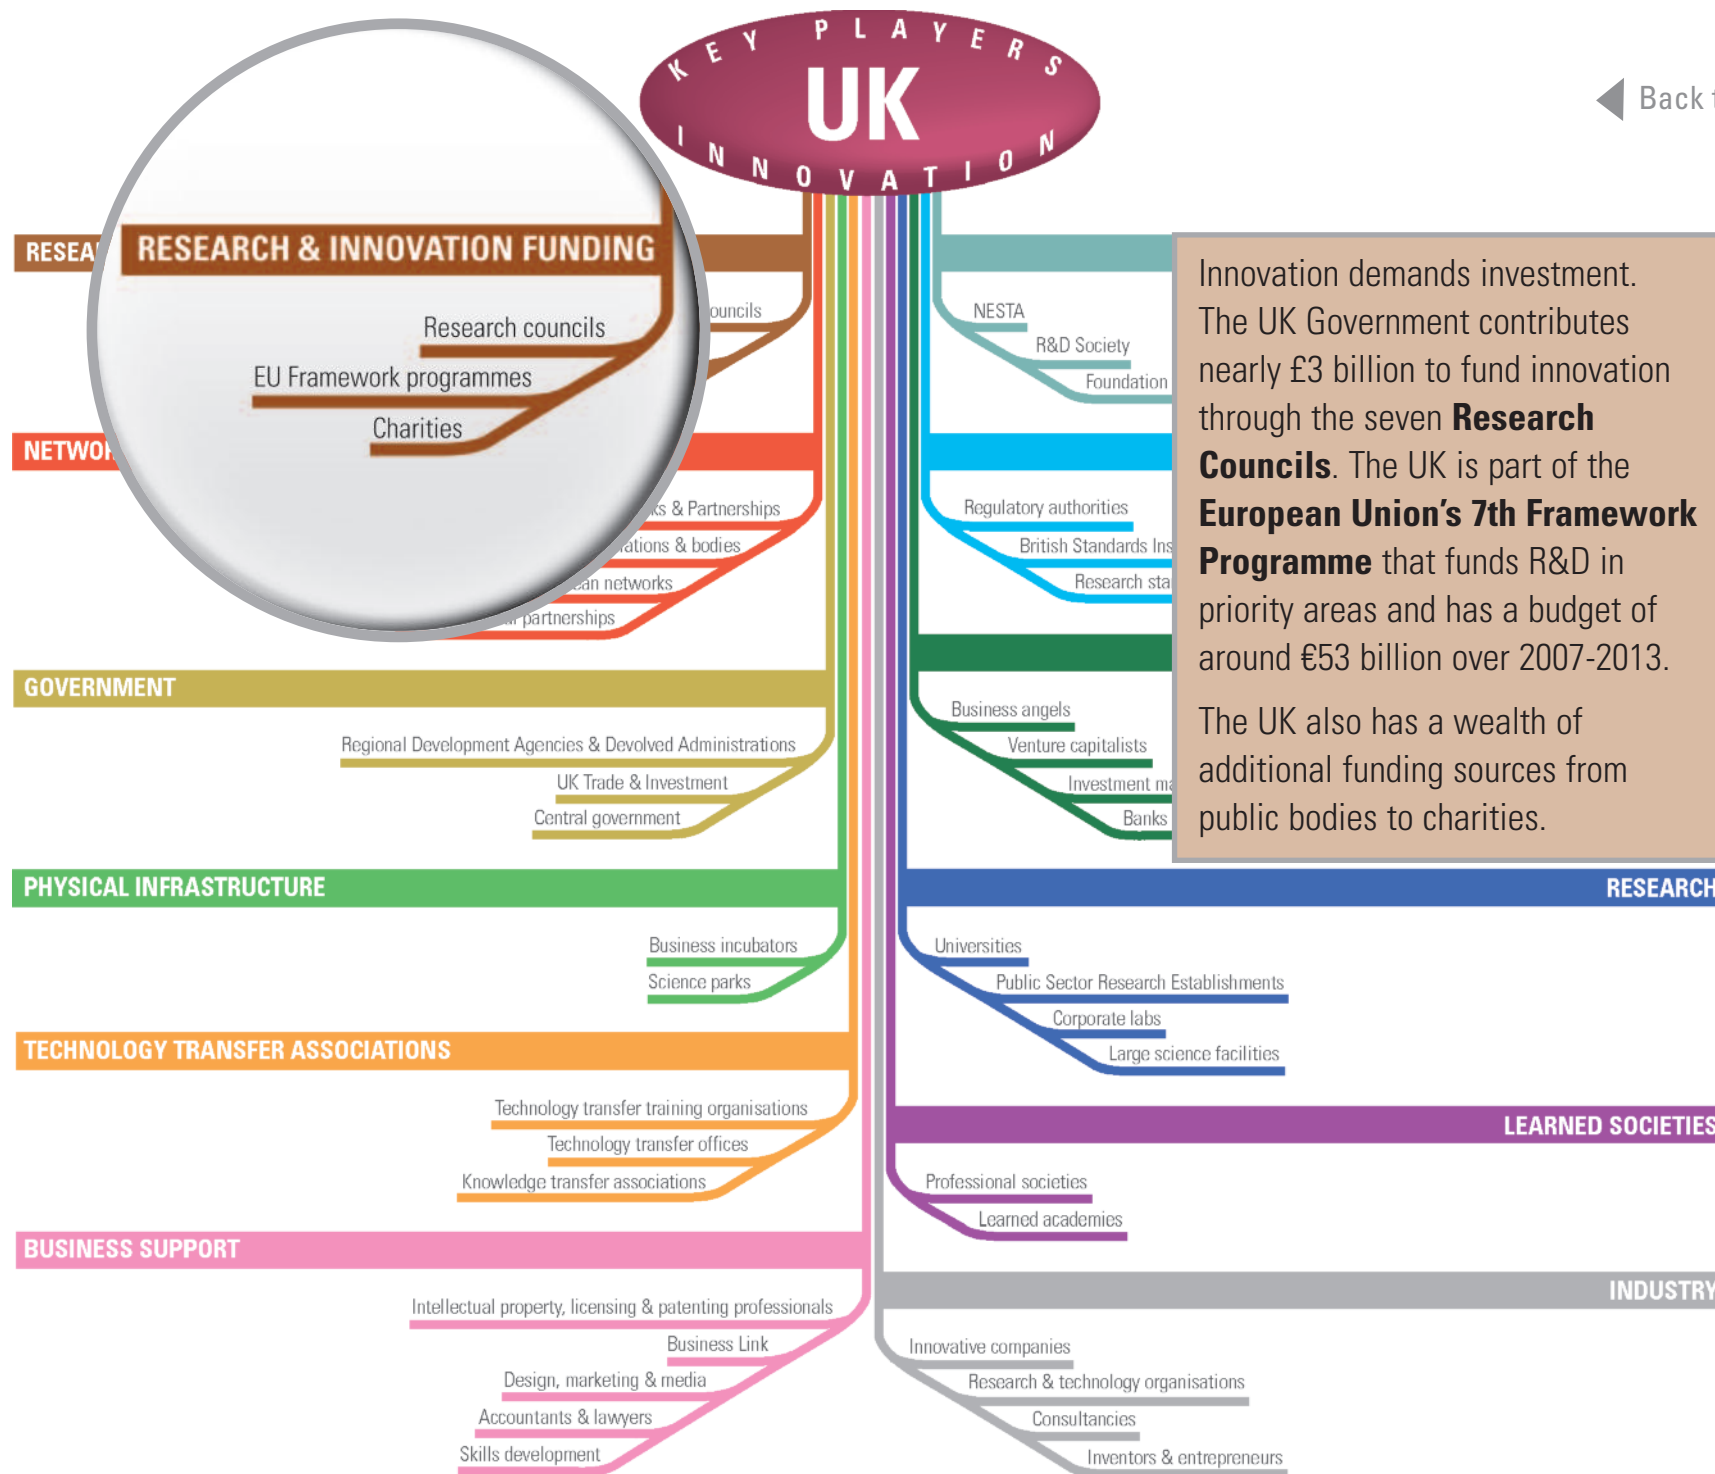 KEY PLAYERS
UK
INNOVATION
Back
RESEARCH & INNOVATION FUNDING
Research councils
EU Framework programmes
Charities
& Partnerships
& bodies
networks
partnerships
GOVERNMENT
Regional Development Agencies & Devolved Administrations
UK Trade & Investment
Central government
PHYSICAL INFRASTRUCTURE
Business incubators
Science parks
TECHNOLOGY TRANSFER ASSOCIATIONS
Technology transfer training organisations
Technology transfer offices
Knowledge transfer associations
BUSINESS SUPPORT
Intellectual property, licensing & patenting professionals
Business Link
Design, marketing & media
Accountants & lawyers
Skills development
NESTA
R&D Society
Foundation
Regulatory authorities
British Standards
Research
Business angels
Venture capitalists
Investment
Banks
Innovation demands investment.
The UK Government contributes
nearly £3 billion to fund innovation
through the seven Research
Councils. The UK is part of the
European Union's 7th Framework
Programme that funds R&D in
priority areas and has a budget of
around €53 billion over 2007-2013.
The UK also has a wealth of
additional funding sources from
public bodies to charities.
RESEARCH
Universities
Public Sector Research Establishments
Corporate labs
Large science facilities
LEARNED SOCIETIES
Professional societies
Learned academies
INDUSTRY
Innovative companies
Research & technology organisations
Consultancies
Inventors & entrepreneurs